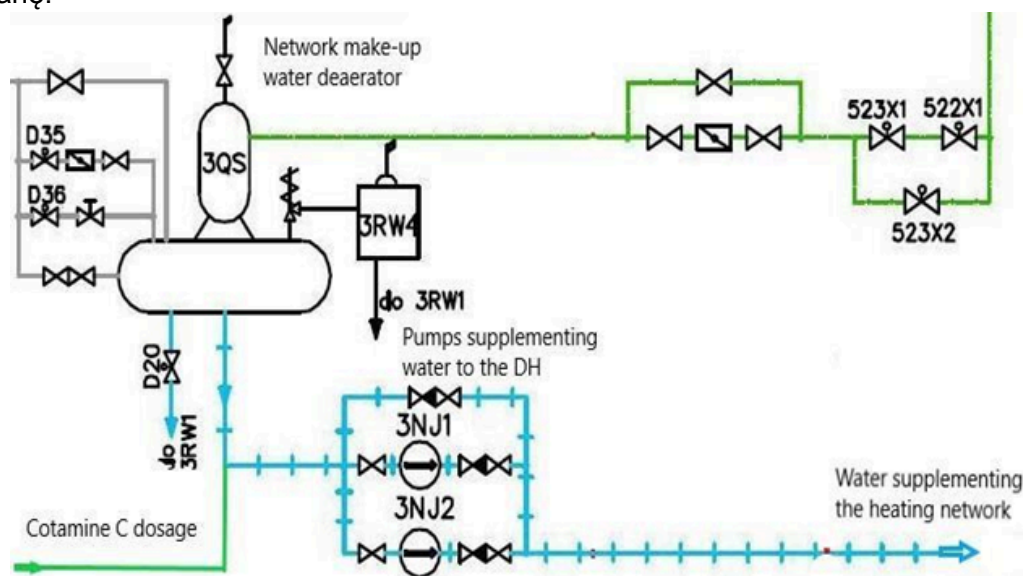 Network make-up
water deaerator
523X1
522X1
D35
3QS
D36
3RW4
523X2
do 3RW1
Pumps supplementing
water to the DH
D20
do
3RW1
3NJ1
3NJ2
Water supplementing
the heating network
Cotamine C dosage